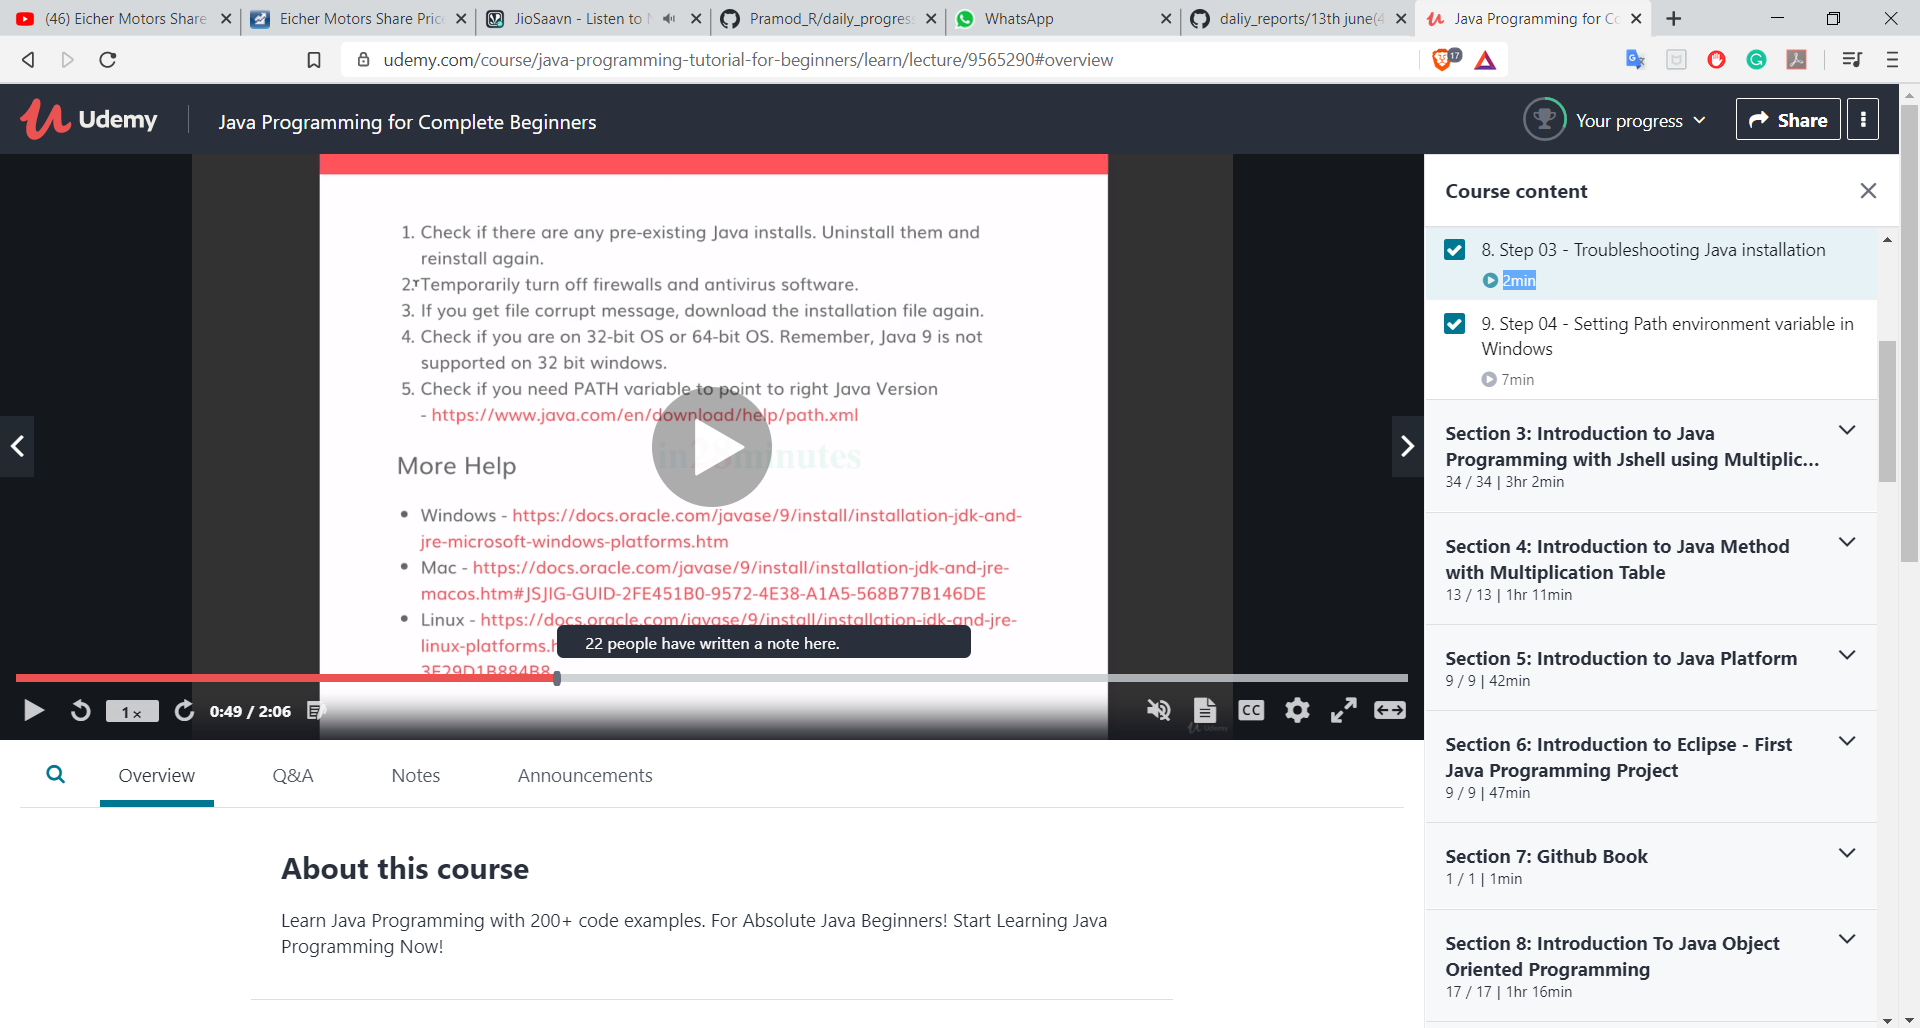 (46) Eicher Motors Share
Eicher Motors Share Pric
JioSaavn - Listen to
Pramod_R/daily_progres
WhatsApp
daliy_reports/13th june(4
Java Programming for Co
udemy.com/course/java-programming-tutorial-for-beginners/learn/lecture/9565290#overview
17
Udemy
Java Programming for Complete Beginners
Your progress
Share
1. Check if there are any pre-existing Java installs. Uninstall them and
reinstall again.
2. Temporarily turn off firewalls and antivirus software.
3. If you get file corrupt message, download the installation file again.
4. Check if you are on 32-bit OS or 64-bit OS. Remember, Java 9 is not
supported on 32 bit windows.
5. Check if you need PATH variable to point to right Java Version
- https://www.java.com/en/download/help/path.xml
in28minutes
More Help
• Windows - https://docs.oracle.com/javase/9/install/installation-jdk-and-
jre-microsoft-windows-platforms.htm
• Mac - https://docs.oracle.com/javase/9/install/installation-jdk-and-jre-
macos.htm#JSJIG-GUID-2FE451B0-9572-4E38-A1A5-568B77B146DE
• Linux - https://docs.oracle.com/javase/9/install/installation-jdk-and-jre-
linux-platforms.h
3F29D1B884B8
22 people have written a note here.
1x
0:49 / 2:06
CC
Udemy
Course content
8. Step 03 - Troubleshooting Java installation
2min
9. Step 04 - Setting Path environment variable in
Windows
7min
Section 3: Introduction to Java
Programming with Jshell using Multiplic...
34 / 34 | 3hr 2min
Section 4: Introduction to Java Method
with Multiplication Table
13 / 13 | 1hr 11min
Section 5: Introduction to Java Platform
9 / 9 | 42min
Section 6: Introduction to Eclipse - First
Java Programming Project
9 / 9 | 47min
Section 7: Github Book
1 / 1 | 1min
Section 8: Introduction To Java Object
Oriented Programming
17 / 17 | 1hr 16min
Overview
Q&A
Notes
Announcements
About this course
Learn Java Programming with 200+ code examples. For Absolute Java Beginners! Start Learning Java
Programming Now!